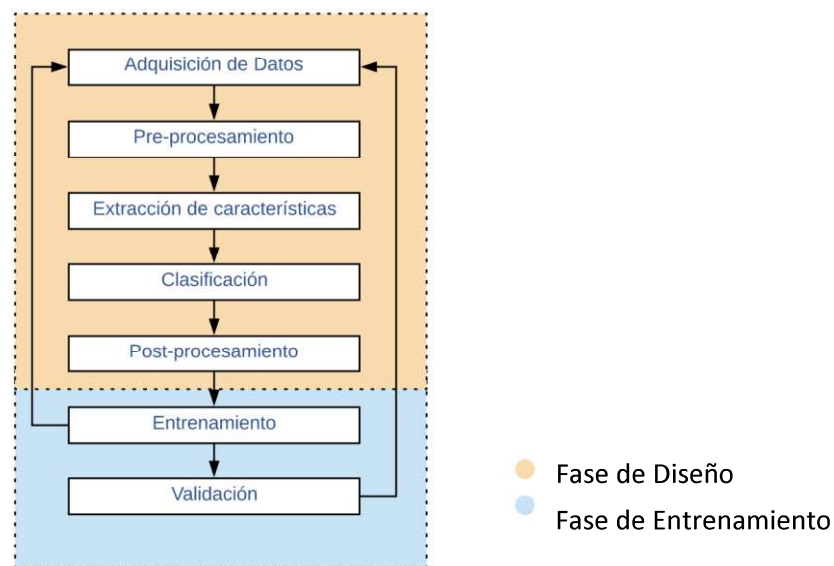 Adquisición de Datos
Pre-procesamiento
Extracción de características
Clasificación
Post-procesamiento
Entrenamiento
Validación
Fase de Diseño
Fase de Entrenamiento